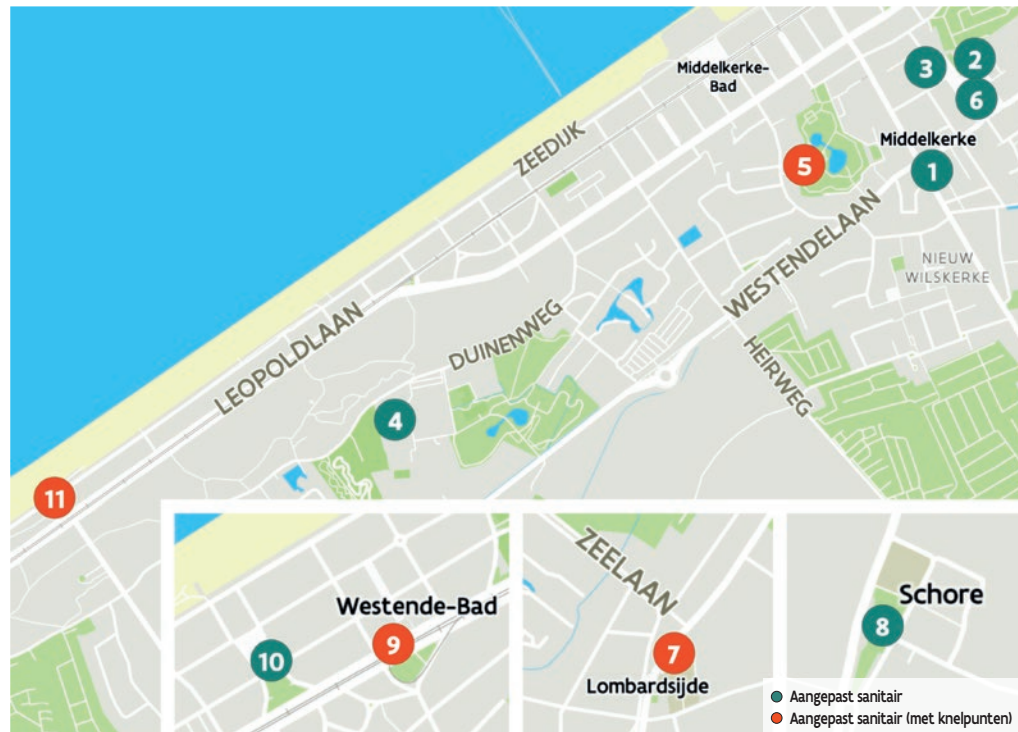 Middelkerke-
Bad
3
2
6
ZEEDIJK
Middelkerke
5
1
WESTENDELAAN
NIEUW
WILSKERKE
LEOPOLDLAAN
DUINENWEG
HEIRWEG
4
11
Westende-Bad
9
10
ZEELAAN
7
Lombardsijde
Schore
8
Aangepast sanitair
Aangepast sanitair (met knelpunten)